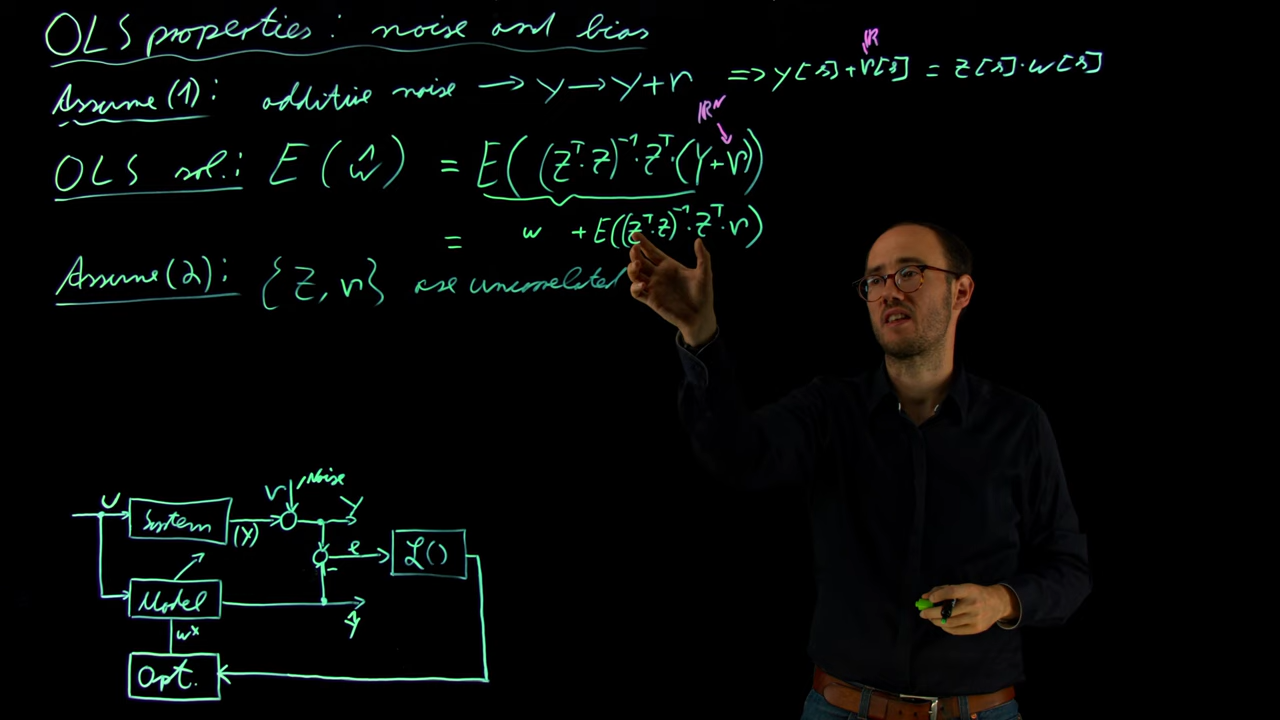 OLS properties: noise and bias
Assume (1): additive noise → Y → Y + r ⇒ y[k] + r[k] = z[k] · w[k]
ℝ
ℝᴺ
OLS sol.: E(ŵ) = E((Zᵀ·Z)⁻¹·Zᵀ·(Y+r))
= w + E((Zᵀ·Z)⁻¹·Zᵀ·r)
Assume (2): {Z, r} are uncorrelated
U
System
(X)
r
Noise
Y
e
-
L()
Model
Ŷ
w*
Opt.